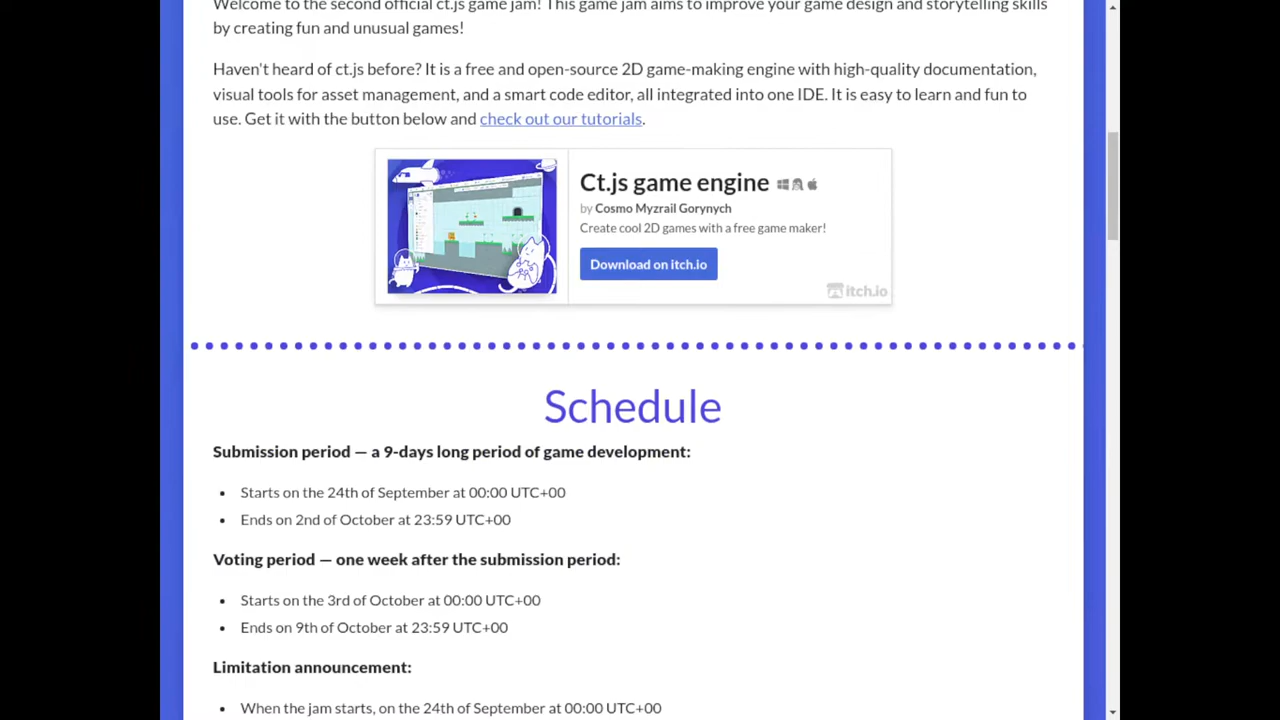 Welcome to the second official ct.js game jam! This game jam aims to improve your game design and storytelling skills
by creating fun and unusual games!
Haven't heard of ct.js before? It is a free and open-source 2D game-making engine with high-quality documentation,
visual tools for asset management, and a smart code editor, all integrated into one IDE. It is easy to learn and fun to
use. Get it with the button below and check out our tutorials.
Ct.js game engine
by Cosmo Myzrail Gorynych
Create cool 2D games with a free game maker!
Download on itch.io
itch.io
Schedule
Submission period — a 9-days long period of game development:
• Starts on the 24th of September at 00:00 UTC+00
• Ends on 2nd of October at 23:59 UTC+00
Voting period — one week after the submission period:
• Starts on the 3rd of October at 00:00 UTC+00
• Ends on 9th of October at 23:59 UTC+00
Limitation announcement:
• When the jam starts, on the 24th of September at 00:00 UTC+00